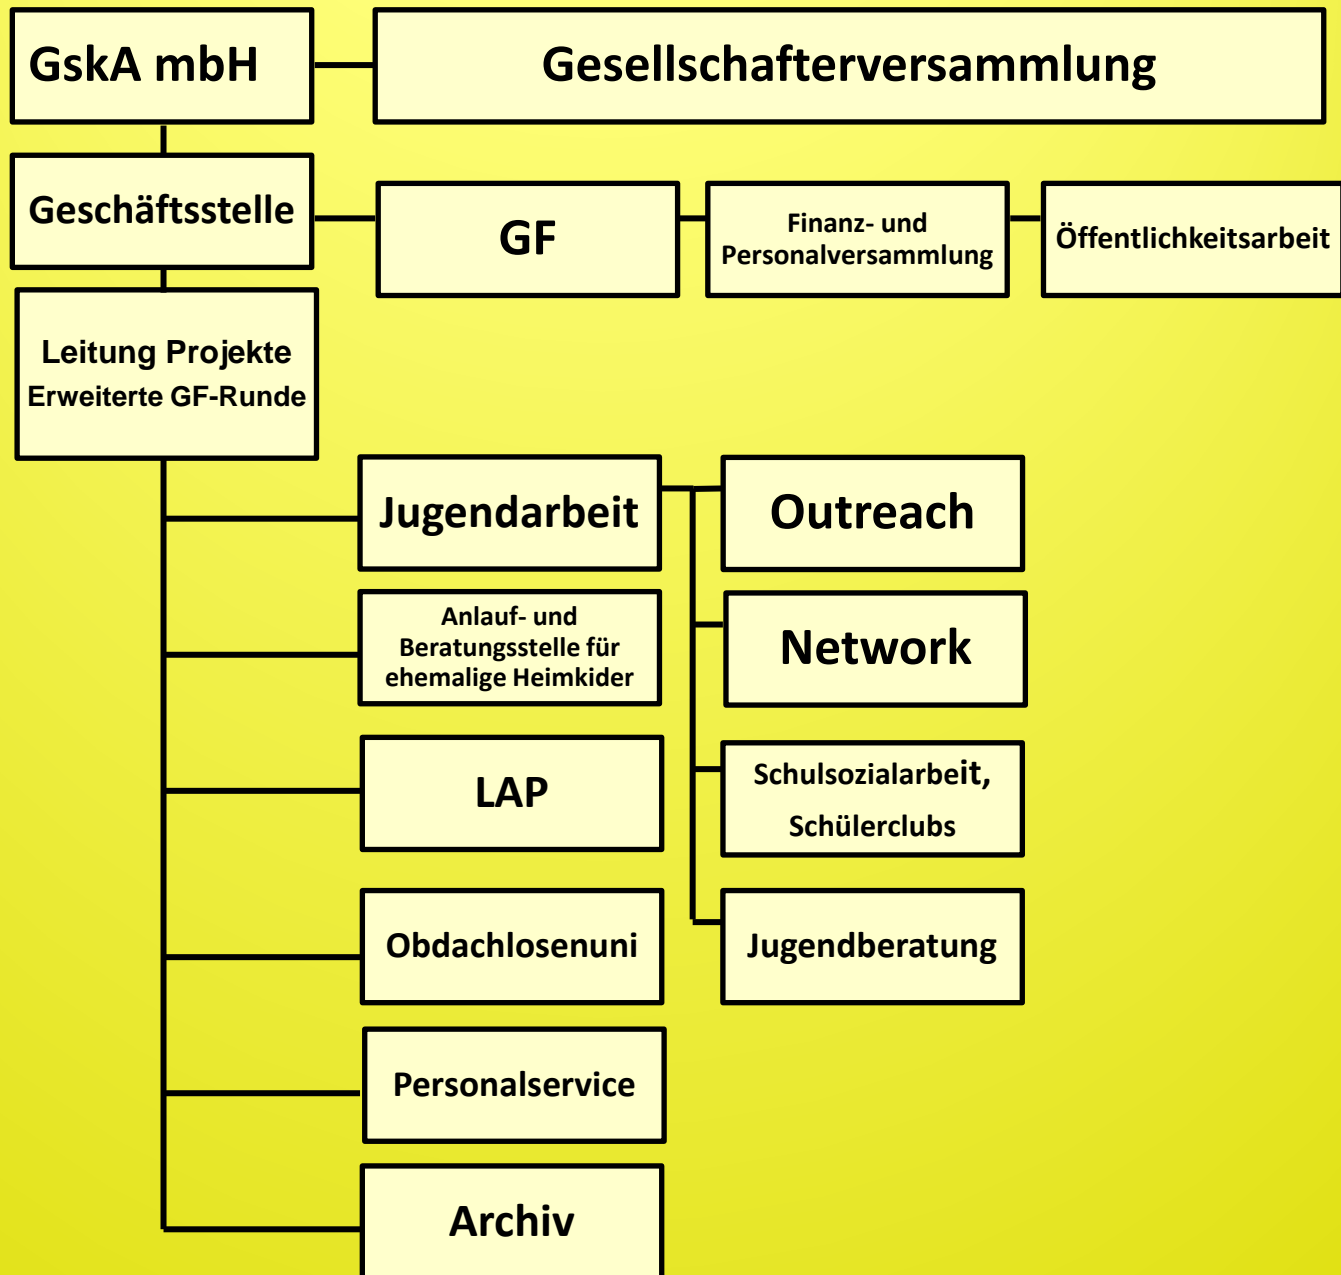 GskA mbH
Gesellschafterversammlung
Geschäftsstelle
GF
Finanz- und
Personalversammlung
Öffentlichkeitsarbeit
Leitung Projekte
Erweiterte GF-Runde
Jugendarbeit
Outreach
Anlauf- und
Beratungsstelle für
ehemalige Heimkider
Network
LAP
Schulsozialarbeit,
Schülerclubs
Obdachlosenuni
Jugendberatung
Personalservice
Archiv